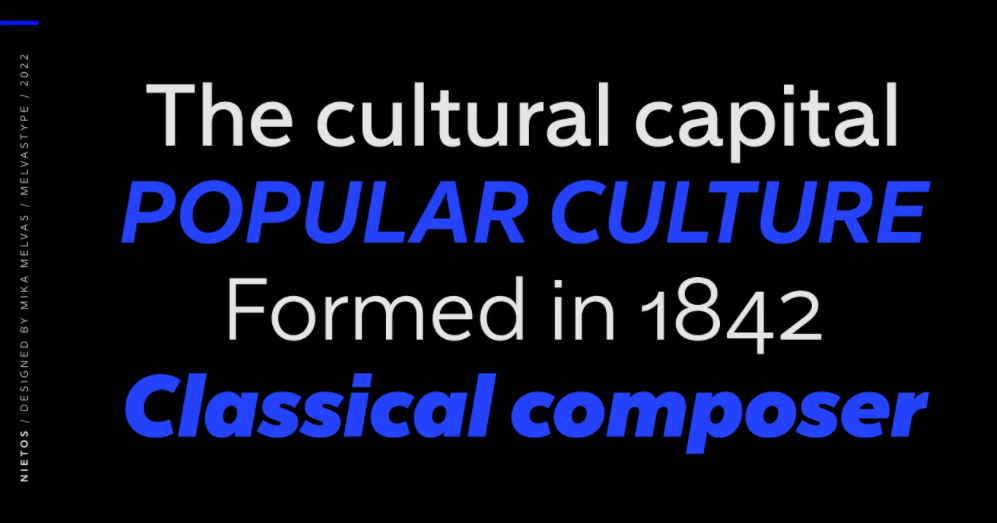 The cultural capital
POPULAR CULTURE
Formed in 1842
Classical composer
NIETOS / DESIGNED BY MIKA MELVAS / MELVASTYPE / 2022